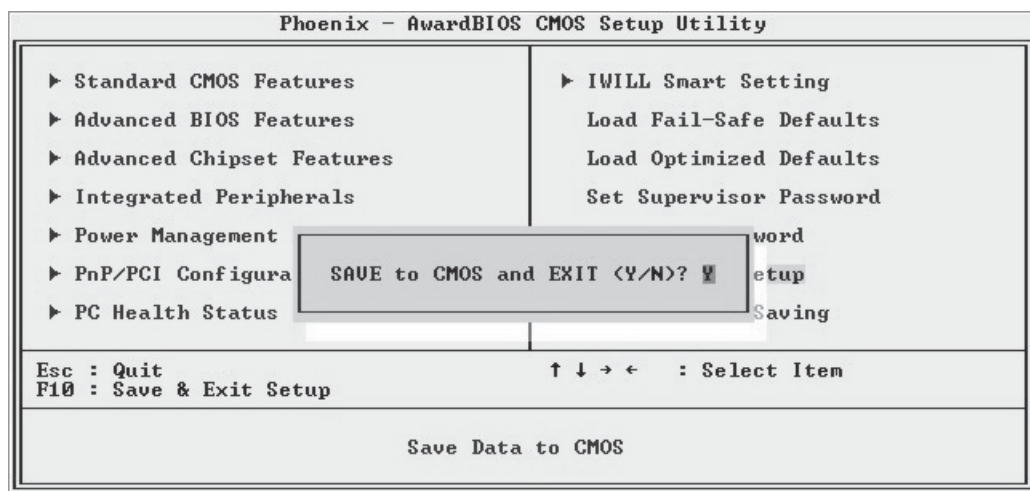 Phoenix - AwardBIOS CMOS Setup Utility
▶ Standard CMOS Features
▶ Advanced BIOS Features
▶ Advanced Chipset Features
▶ Integrated Peripherals
▶ Power Management
▶ PnP/PCI Configura
▶ PC Health Status
▶ IWILL Smart Setting
Load Fail-Safe Defaults
Load Optimized Defaults
Set Supervisor Password
word
etup
Saving
SAVE to CMOS and EXIT (Y/N)? Y
Esc : Quit
F10 : Save & Exit Setup
↑ ↓ → ← : Select Item
Save Data to CMOS